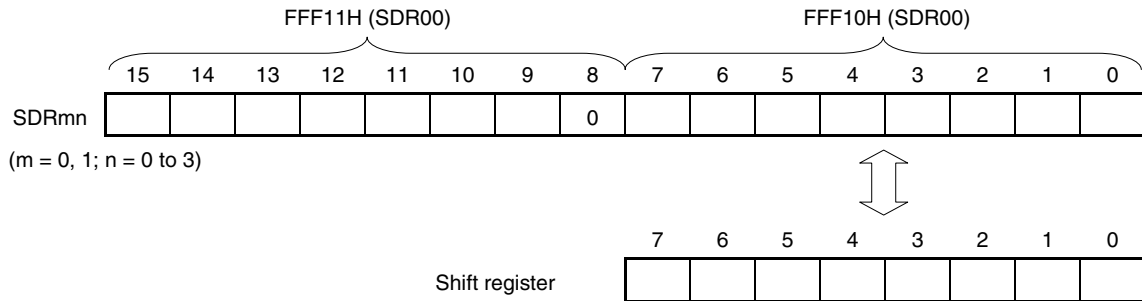 FFF11H (SDR00) FFF10H (SDR00)
15 14 13 12 11 10 9 8 7 6 5 4 3 2 1 0
SDRmn 0
(m = 0, 1; n = 0 to 3)
7 6 5 4 3 2 1 0
Shift register